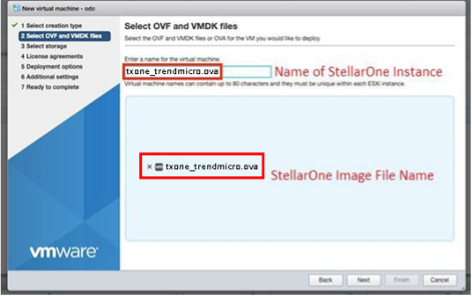 New virtual machine - odc
1 Select creation type
2 Select OVF and VMDK files
3 Select storage
4 License agreements
5 Deployment options
6 Additional settings
7 Ready to complete
Select OVF and VMDK files
Select the OVF and VMDK files or OVA for the VM you would like to deploy
Enter a name for the virtual machine.
txone_trendmicro.ova
Name of StellarOne Instance
Virtual machine names can contain up to 80 characters and they must be unique within each ESXi instance.
× txone_trendmicro.ova
StellarOne Image File Name
vmware
Back Next Finish Cancel